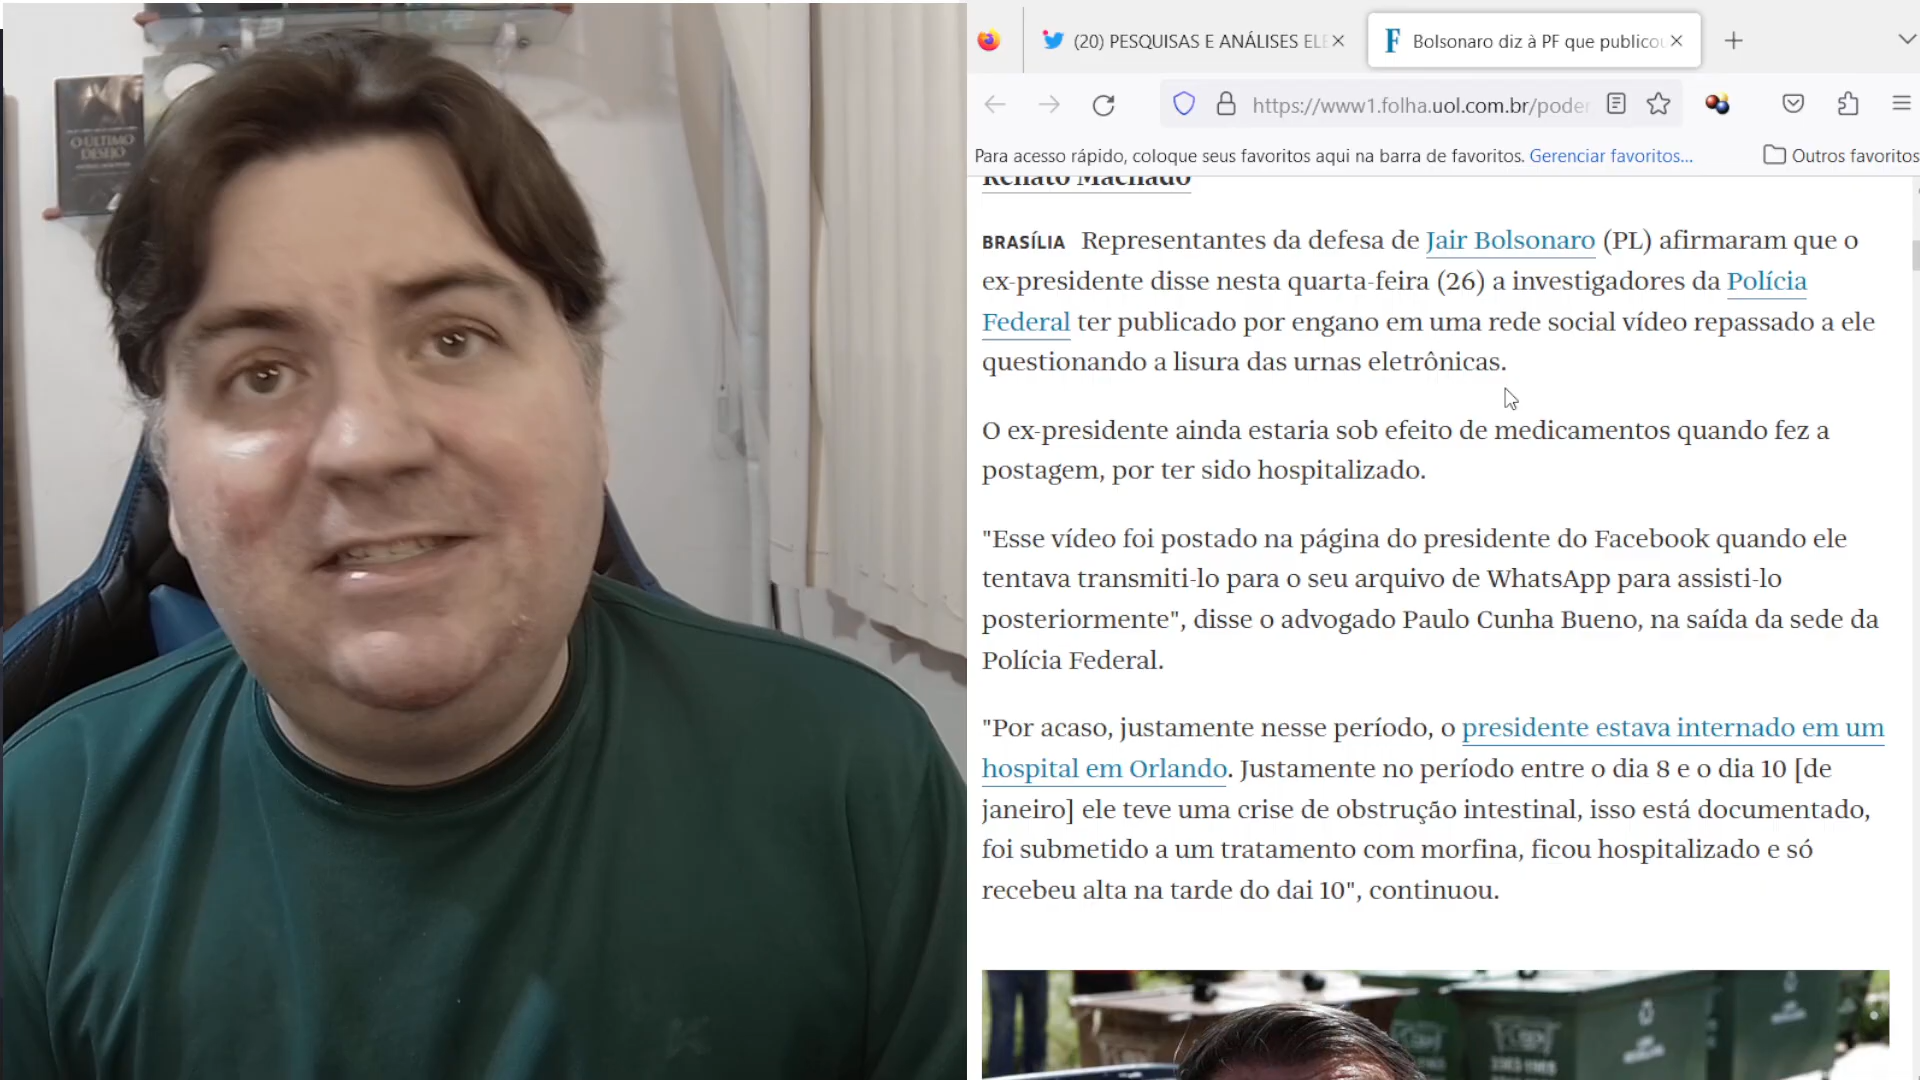 O ULTIMO
DESEJO
(20) PESQUISAS E ANÁLISES ELE
Bolsonaro diz à PF que publicou
https://www1.folha.uol.com.br/poder
Para acesso rápido, coloque seus favoritos aqui na barra de favoritos. Gerenciar favoritos...
Outros favoritos
Renato Machado
BRASÍLIA Representantes da defesa de Jair Bolsonaro (PL) afirmaram que o
ex-presidente disse nesta quarta-feira (26) a investigadores da Polícia
Federal ter publicado por engano em uma rede social vídeo repassado a ele
questionando a lisura das urnas eletrônicas.
O ex-presidente ainda estaria sob efeito de medicamentos quando fez a
postagem, por ter sido hospitalizado.
"Esse vídeo foi postado na página do presidente do Facebook quando ele
tentava transmiti-lo para o seu arquivo de WhatsApp para assisti-lo
posteriormente", disse o advogado Paulo Cunha Bueno, na saída da sede da
Polícia Federal.
"Por acaso, justamente nesse período, o presidente estava internado em um
hospital em Orlando. Justamente no período entre o dia 8 e o dia 10 [de
janeiro] ele teve uma crise de obstrução intestinal, isso está documentado,
foi submetido a um tratamento com morfina, ficou hospitalizado e só
recebeu alta na tarde do dai 10", continuou.